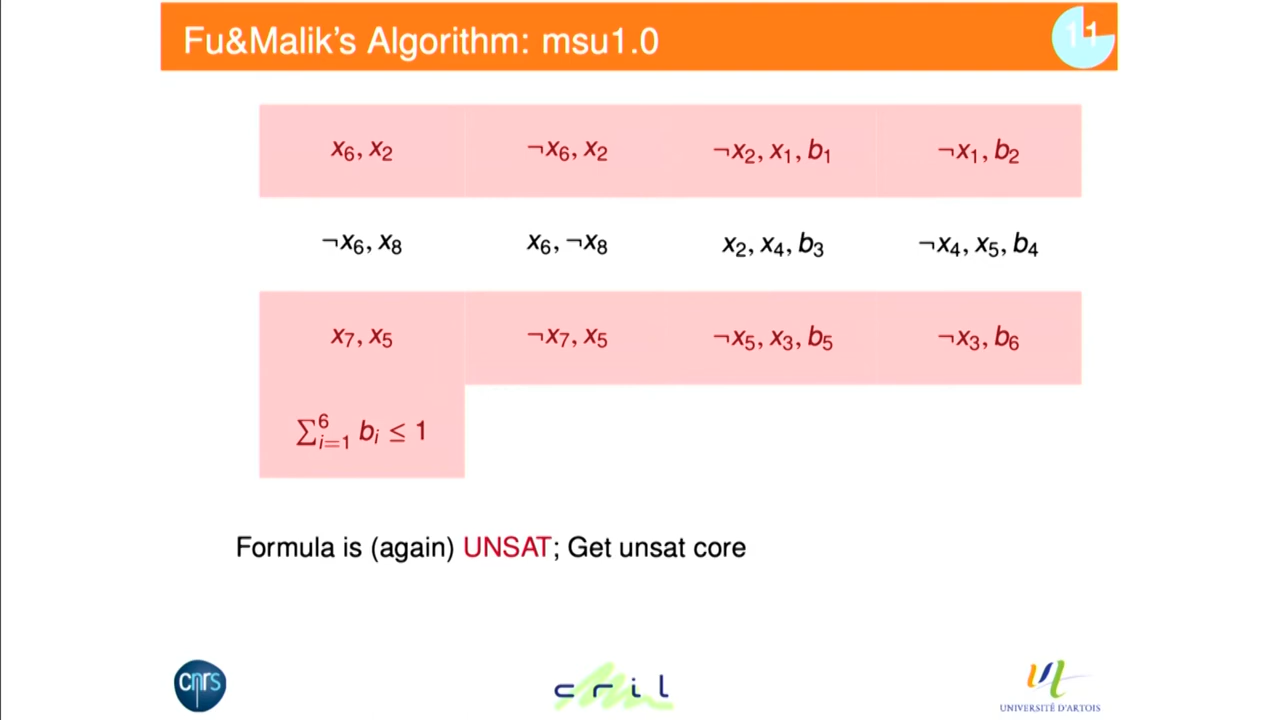 Fu&Malik's Algorithm: msu1.0
11
x₆, x₂ ¬x₆, x₂ ¬x₂, x₁, b₁ ¬x₁, b₂
¬x₆, x₈ x₆, ¬x₈ x₂, x₄, b₃ ¬x₄, x₅, b₄
x₇, x₅ ¬x₇, x₅ ¬x₅, x₃, b₅ ¬x₃, b₆
∑⁶ᵢ₌₁ bᵢ ≤ 1
Formula is (again) UNSAT; Get unsat core
cnrs cril
UNIVERSITÉ D'ARTOIS